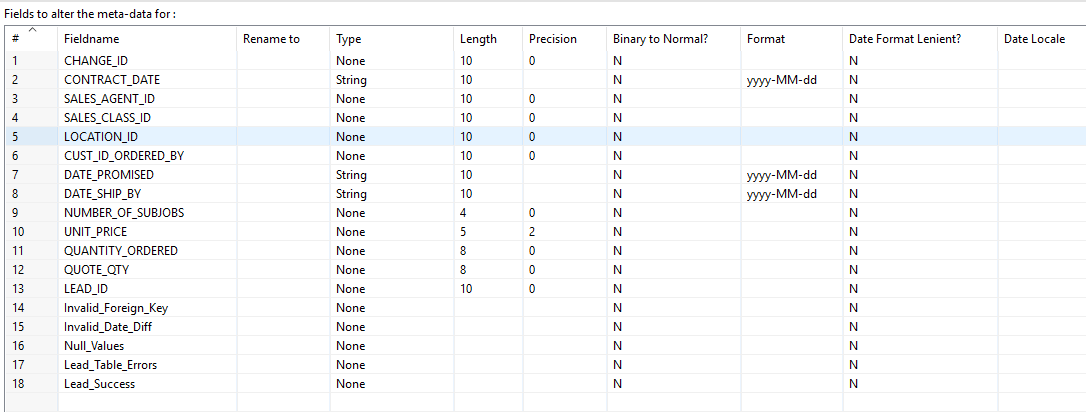 Fields to alter the meta-data for :
# Fieldname Rename to Type Length Precision Binary to Normal? Format Date Format Lenient? Date Locale
1 CHANGE_ID None 10 0 N N
2 CONTRACT_DATE String 10 N yyyy-MM-dd N
3 SALES_AGENT_ID None 10 0 N N
4 SALES_CLASS_ID None 10 0 N N
5 LOCATION_ID None 10 0 N N
6 CUST_ID_ORDERED_BY None 10 0 N N
7 DATE_PROMISED String 10 N yyyy-MM-dd N
8 DATE_SHIP_BY String 10 N yyyy-MM-dd N
9 NUMBER_OF_SUBJOBS None 4 0 N N
10 UNIT_PRICE None 5 2 N N
11 QUANTITY_ORDERED None 8 0 N N
12 QUOTE_QTY None 8 0 N N
13 LEAD_ID None 10 0 N N
14 Invalid_Foreign_Key None N N
15 Invalid_Date_Diff None N N
16 Null_Values None N N
17 Lead_Table_Errors None N N
18 Lead_Success None N N